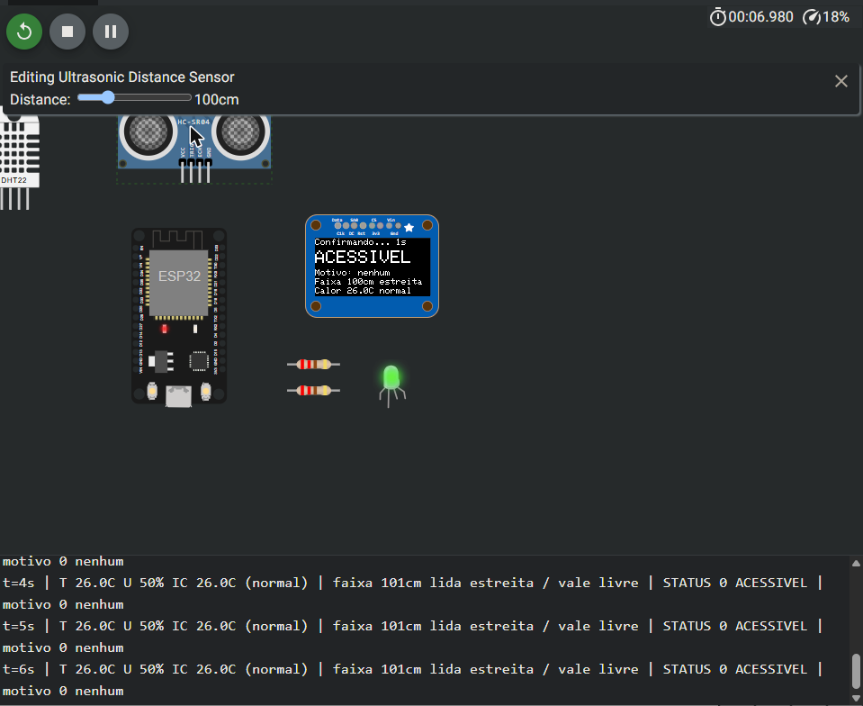 00:06.980 18%
Editing Ultrasonic Distance Sensor
Distance: 100cm
HC-SR04
DHT22
Confirmando... 1s
ACESSIVEL
Motivo: nenhum
Faixa 100cm estreita
Calor 26.0C normal
ESP32
motivo 0 nenhum
t=4s | T 26.0C U 50% IC 26.0C (normal) | faixa 101cm lida estreita / vale livre | STATUS 0 ACESSIVEL |
motivo 0 nenhum
t=5s | T 26.0C U 50% IC 26.0C (normal) | faixa 101cm lida estreita / vale livre | STATUS 0 ACESSIVEL |
motivo 0 nenhum
t=6s | T 26.0C U 50% IC 26.0C (normal) | faixa 101cm lida estreita / vale livre | STATUS 0 ACESSIVEL |
motivo 0 nenhum